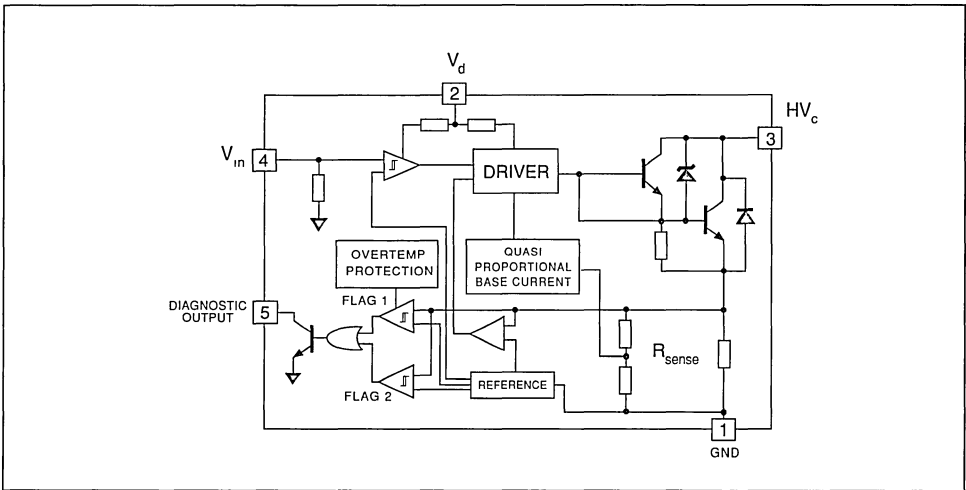 V_d
2
HV_c
3
V_in
4
DRIVER
OVERTEMP
PROTECTION
QUASI
PROPORTIONAL
BASE CURRENT
DIAGNOSTIC
OUTPUT
5
FLAG 1
R_sense
REFERENCE
FLAG 2
1
GND